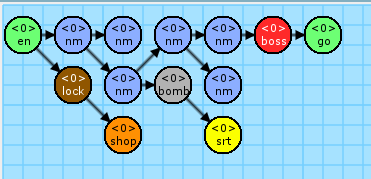 <0> <0> <0> <0> <0> <0> <0>
en nm nm nm nm boss go
<0> <0> <0> <0>
lock nm bomb nm
<0> <0>
shop srt